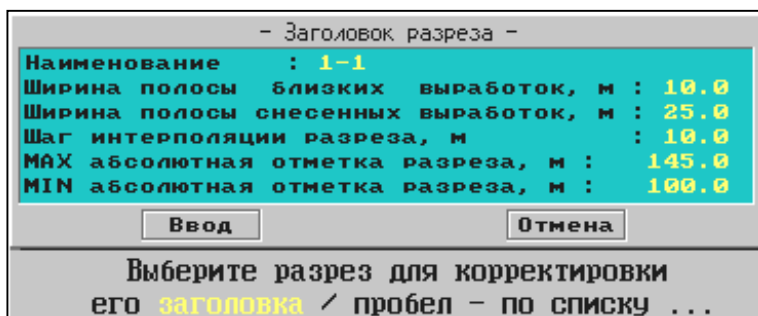 - Заголовок разреза -
Наименование : 1-1
Ширина полосы близких выработок, м : 10.0
Ширина полосы снесенных выработок, м : 25.0
Шаг интерполяции разреза, м : 10.0
MAX абсолютная отметка разреза, м : 145.0
MIN абсолютная отметка разреза, м : 100.0
Ввод Отмена
Выберите разрез для корректировки
его заголовка / пробел - по списку ...